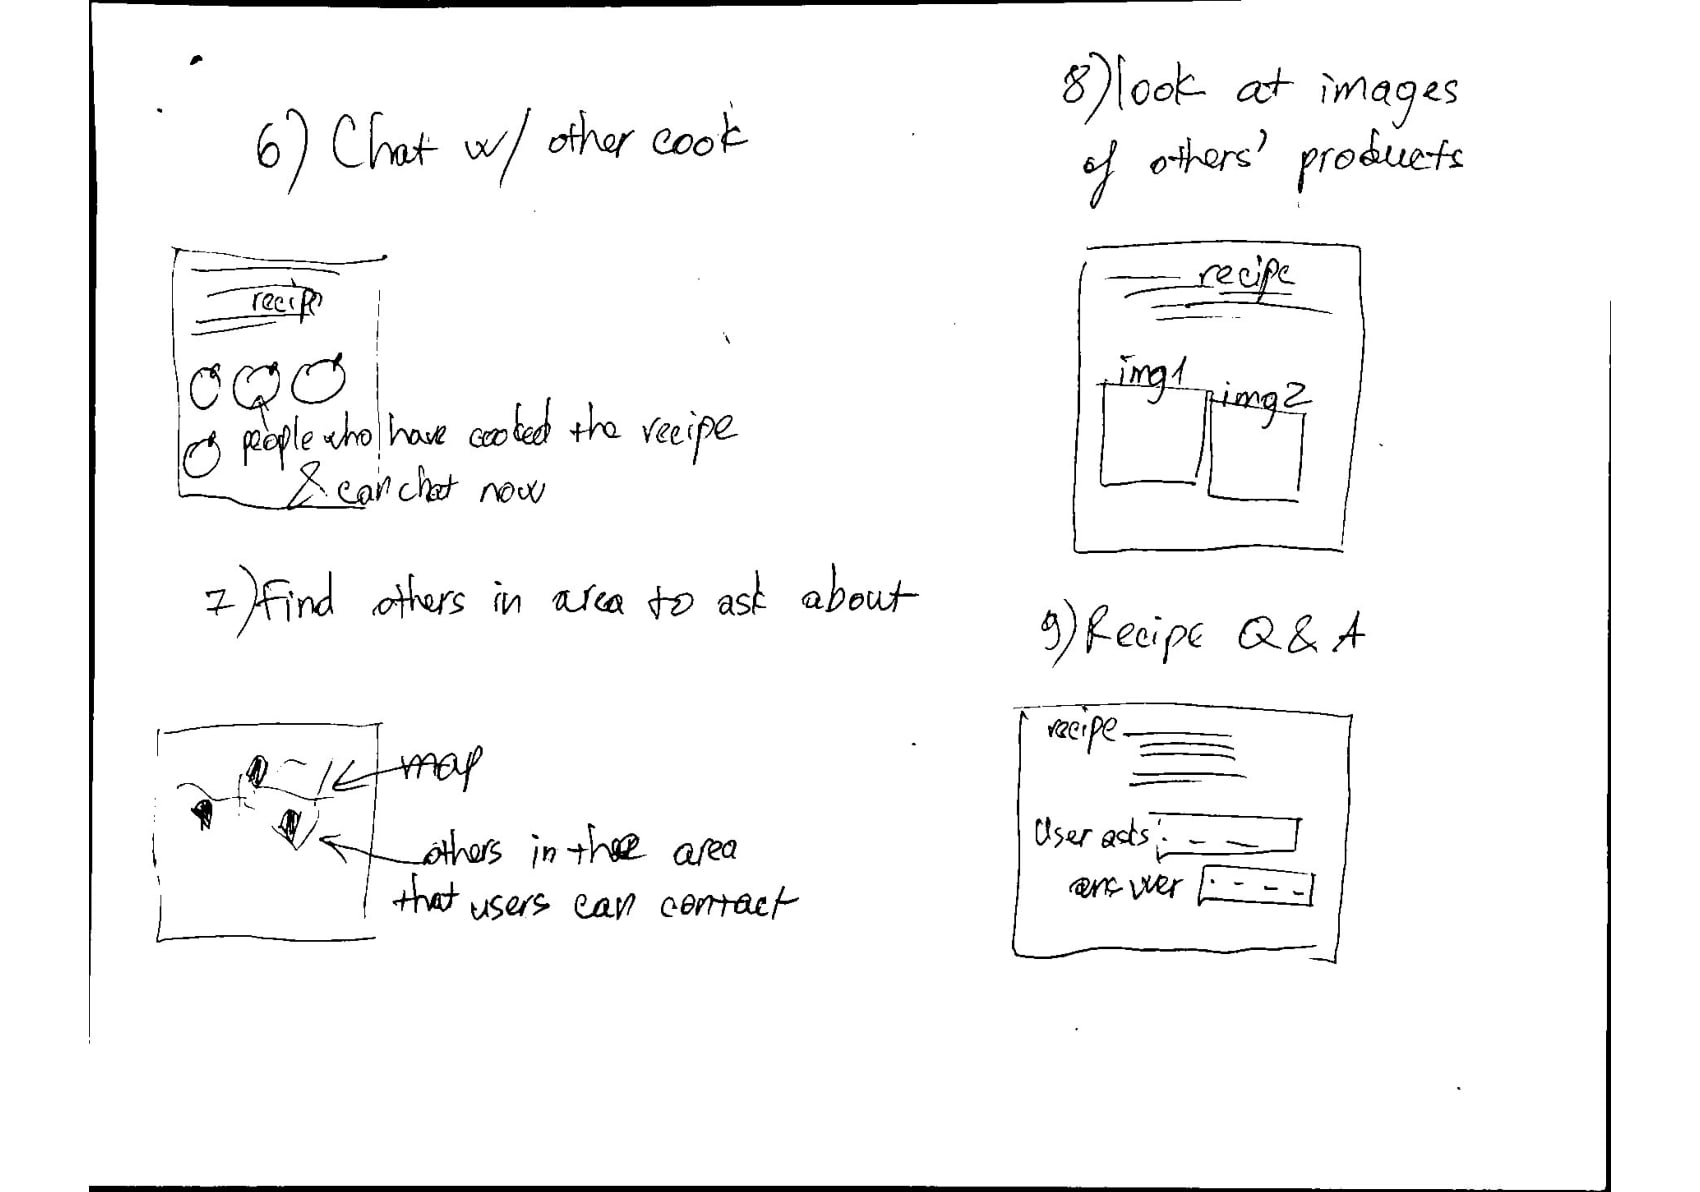 6) Chat w/ other cook
recip
people who have cooked the recipe
& can chat now
7) Find others in area to ask about
map
others in the area
that users can contact
8) look at images
of others' products
recipe
img1
img2
9) Recipe Q & A
recipe
User asks:
answer